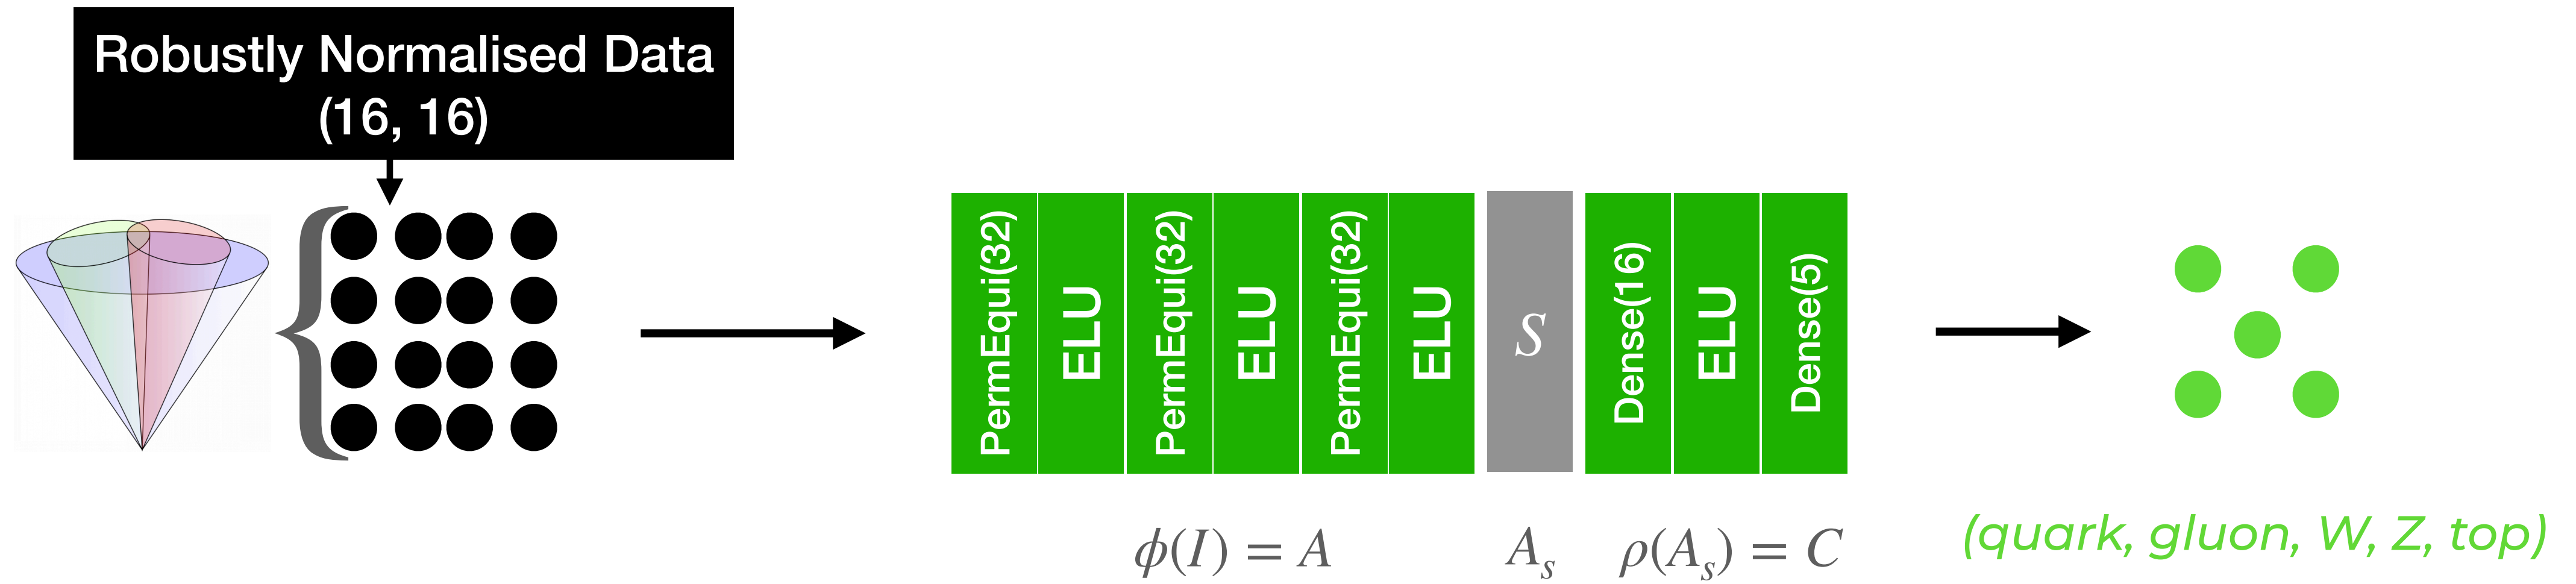 Robustly Normalised Data
(16, 16)
PermEqui(32)
ELU
PermEqui(32)
ELU
PermEqui(32)
ELU
S
Dense(16)
ELU
Dense(5)
ϕ(I) = A
A_s
ρ(A_s) = C
(quark, gluon, W, Z, top)